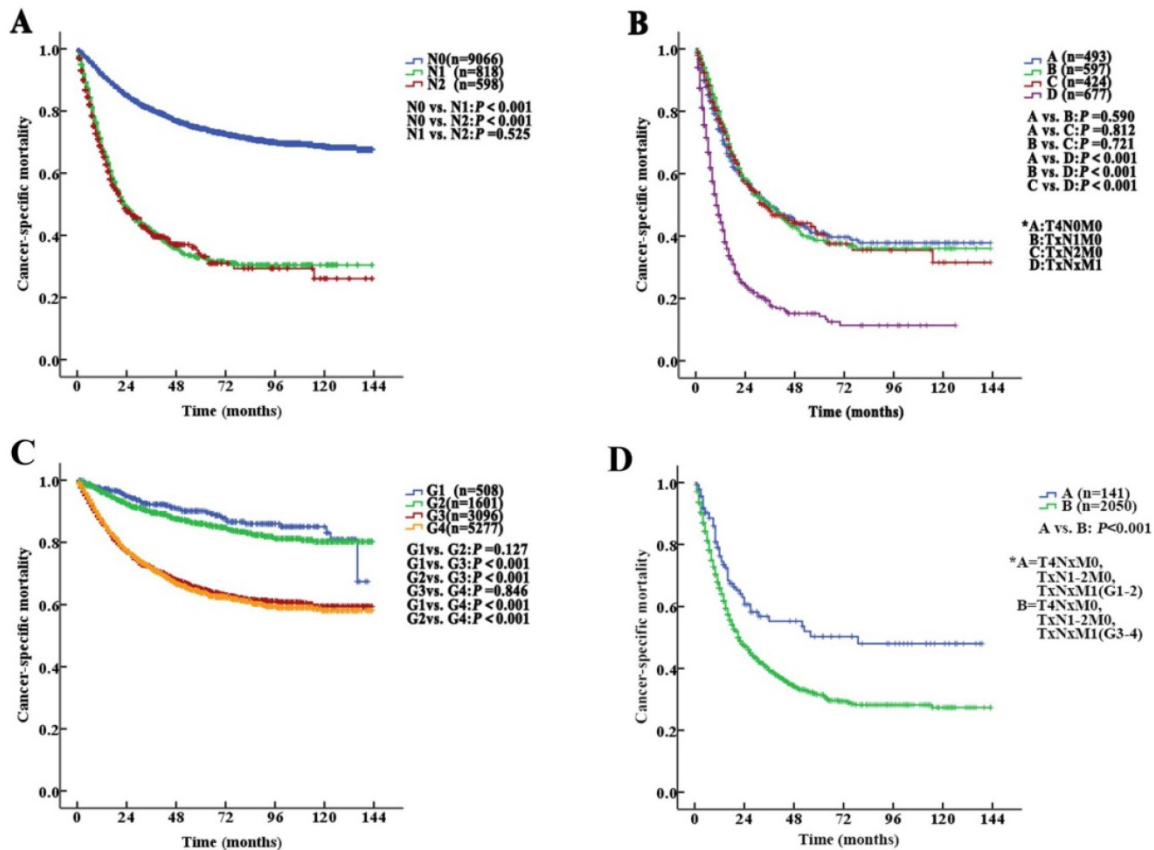 A
Cancer-specific mortality
1.0
0.8
0.6
0.4
0.2
0.0
0 24 48 72 96 120 144
Time (months)
N0(n=9066)
N1 (n=818)
N2 (n=598)
N0 vs. N1:P<0.001
N0 vs. N2:P<0.001
N1 vs. N2:P=0.525
B
Cancer-specific mortality
1.0
0.8
0.6
0.4
0.2
0.0
0 24 48 72 96 120 144
Time (months)
A (n=493)
B (n=597)
C (n=424)
D (n=677)
A vs. B:P=0.590
A vs. C:P=0.812
B vs. C:P=0.721
A vs. D:P<0.001
B vs. D:P<0.001
C vs. D:P<0.001
*A:T4N0M0
B:TxN1M0
C:TxN2M0
D:TxNxM1
C
Cancer-specific mortality
1.0
0.8
0.6
0.4
0.2
0.0
0 24 48 72 96 120 144
Time (months)
G1 (n=508)
G2(n=1601)
G3(n=3096)
G4(n=5277)
G1vs. G2:P=0.127
G1vs. G3:P<0.001
G2vs. G3:P<0.001
G3vs. G4:P=0.846
G1vs. G4:P<0.001
G2vs. G4:P<0.001
D
Cancer-specific mortality
1.0
0.8
0.6
0.4
0.2
0.0
0 24 48 72 96 120 144
Time (months)
A (n=141)
B (n=2050)
A vs. B: P<0.001
*A=T4NxM0,
TxN1-2M0,
TxNxM1(G1-2)
B=T4NxM0,
TxN1-2M0,
TxNxM1(G3-4)